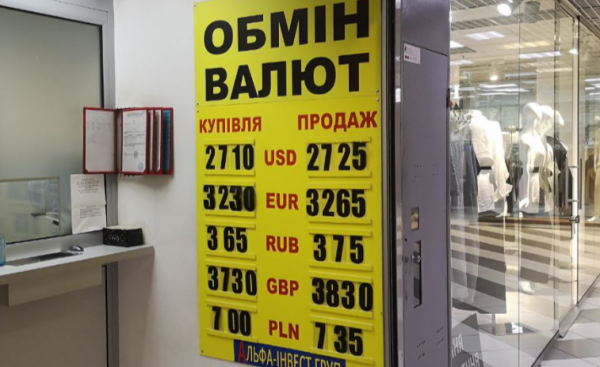 ОБМІН
ВАЛЮТ
КУПІВЛЯ ПРОДАЖ
2710 USD 2725
3230 EUR 3265
365 RUB 375
3730 GBP 3830
700 PLN 735
АЛЬФА-ІНВЕСТ ГРУП